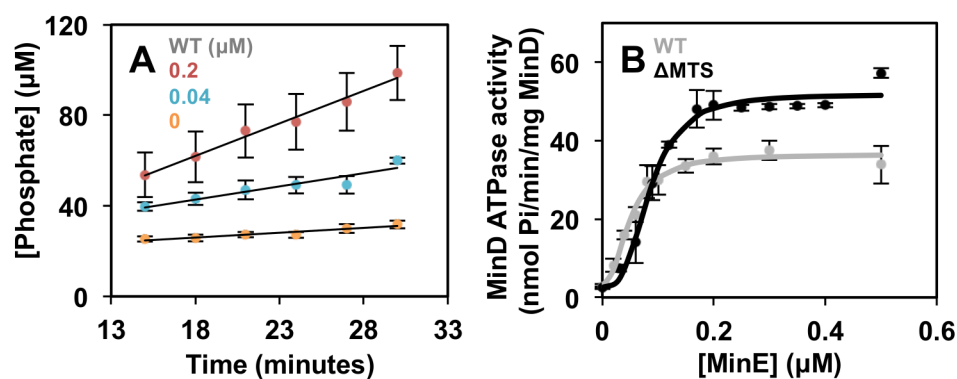 A
WT (μM)
0.2
0.04
0
[Phosphate] (μM)
120
80
40
0
13
18
23
28
33
Time (minutes)
B
WT
ΔMTS
MinD ATPase activity
(nmol Pi/min/mg MinD)
60
40
20
0
0
0.2
0.4
0.6
[MinE] (μM)